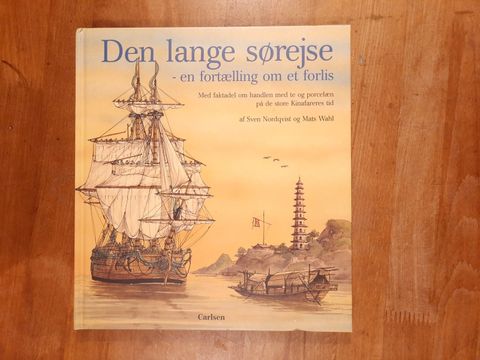 Den lange sørejse
- en fortælling om et forlis
Med faktadel om handlen med te og porcelæn
på de store Kinafareres tid
af Sven Nordqvist og Mats Wahl
Carlsen